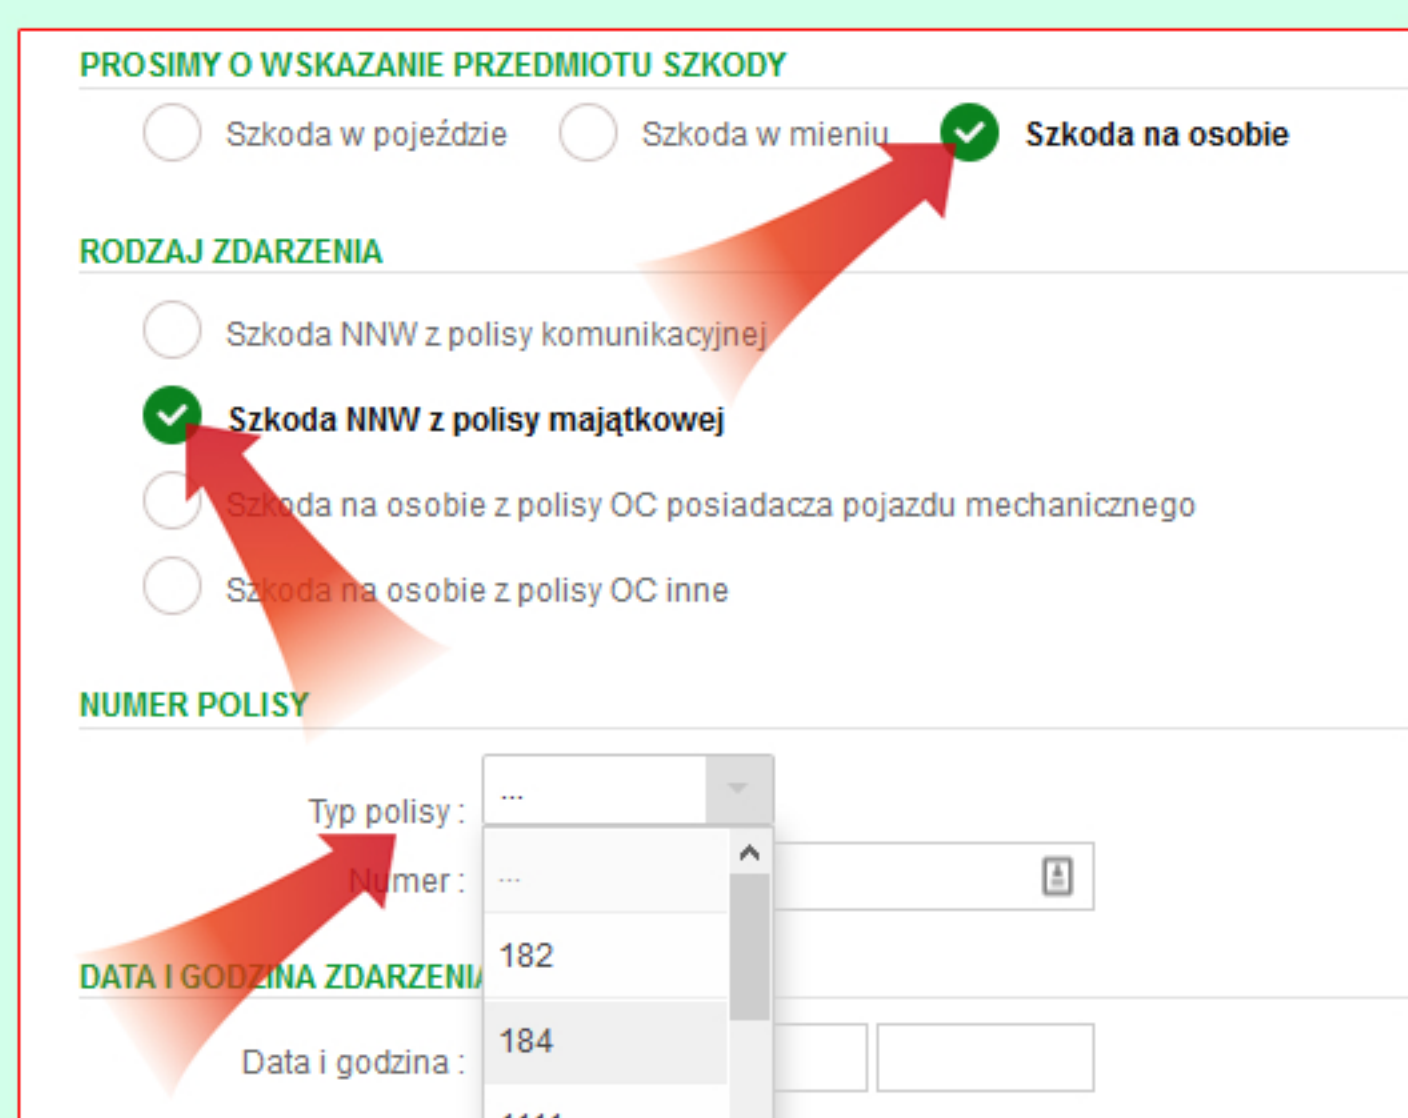 PROSIMY O WSKAZANIE PRZEDMIOTU SZKODY
Szkoda w pojeździe Szkoda w mieniu Szkoda na osobie
RODZAJ ZDARZENIA
Szkoda NNW z polisy komunikacyjnej
Szkoda NNW z polisy majątkowej
Szkoda na osobie z polisy OC posiadacza pojazdu mechanicznego
Szkoda na osobie z polisy OC inne
NUMER POLISY
Typ polisy : ...
Numer : ...
182
DATA I GODZINA ZDARZENIA
184
Data i godzina :